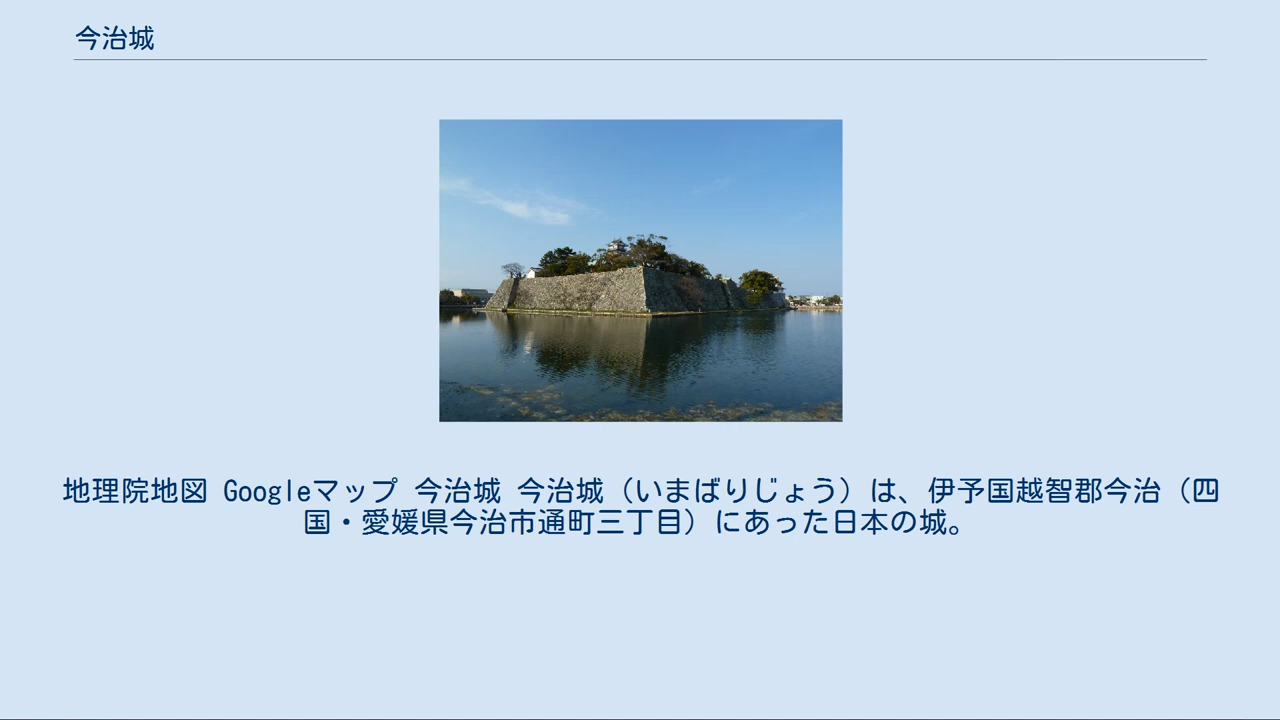 今治城
地理院地図 Googleマップ 今治城 今治城（いまばりじょう）は、伊予国越智郡今治（四
国・愛媛県今治市通町三丁目）にあった日本の城。